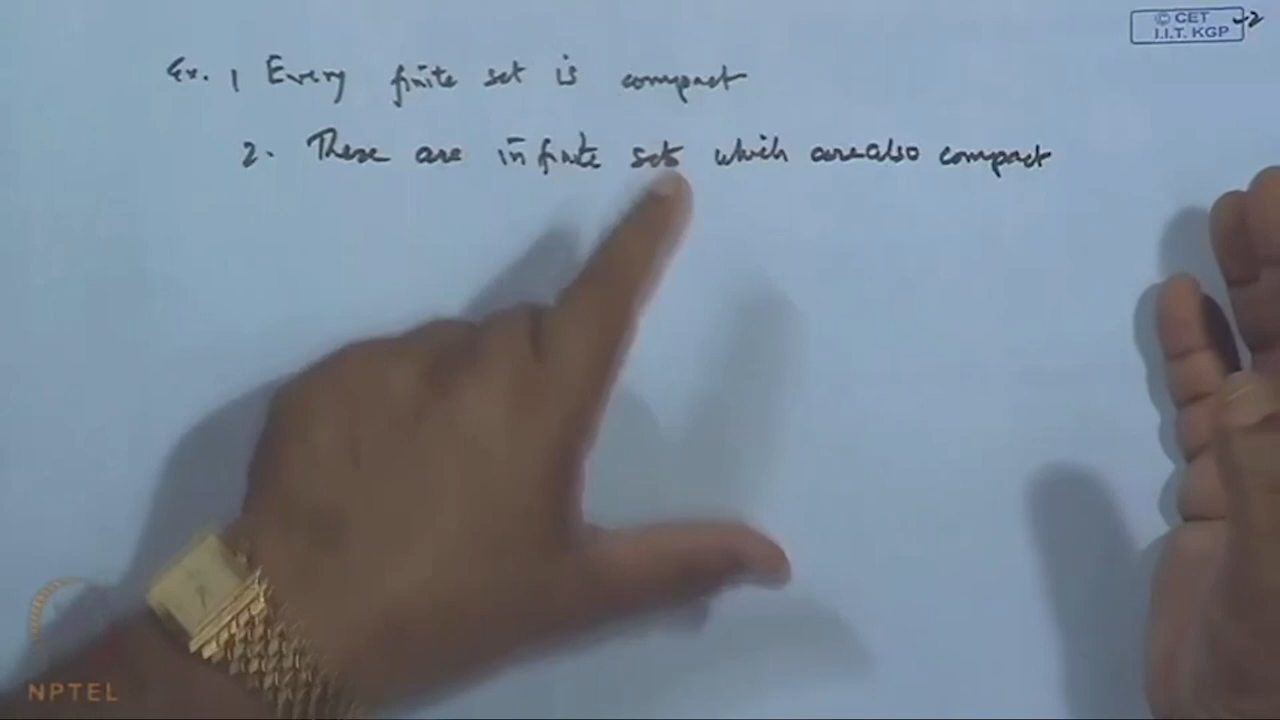 © CET
I.I.T. KGP
Ex. 1 Every finite set is compact
2. There are infinite sets which are also compact
NPTEL